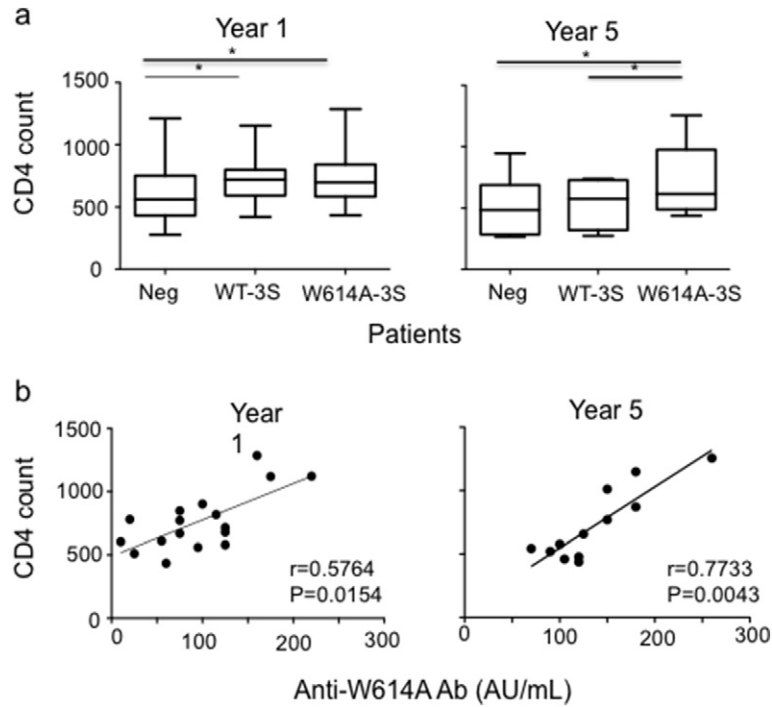 a
Year 1
Year 5
*
*
*
*
CD4 count
1500
1000
500
0
Neg
WT-3S
W614A-3S
Neg
WT-3S
W614A-3S
Patients
b
Year
1
Year 5
CD4 count
1500
1000
500
0
r=0.5764
P=0.0154
r=0.7733
P=0.0043
0
100
200
300
0
100
200
300
Anti-W614A Ab (AU/mL)